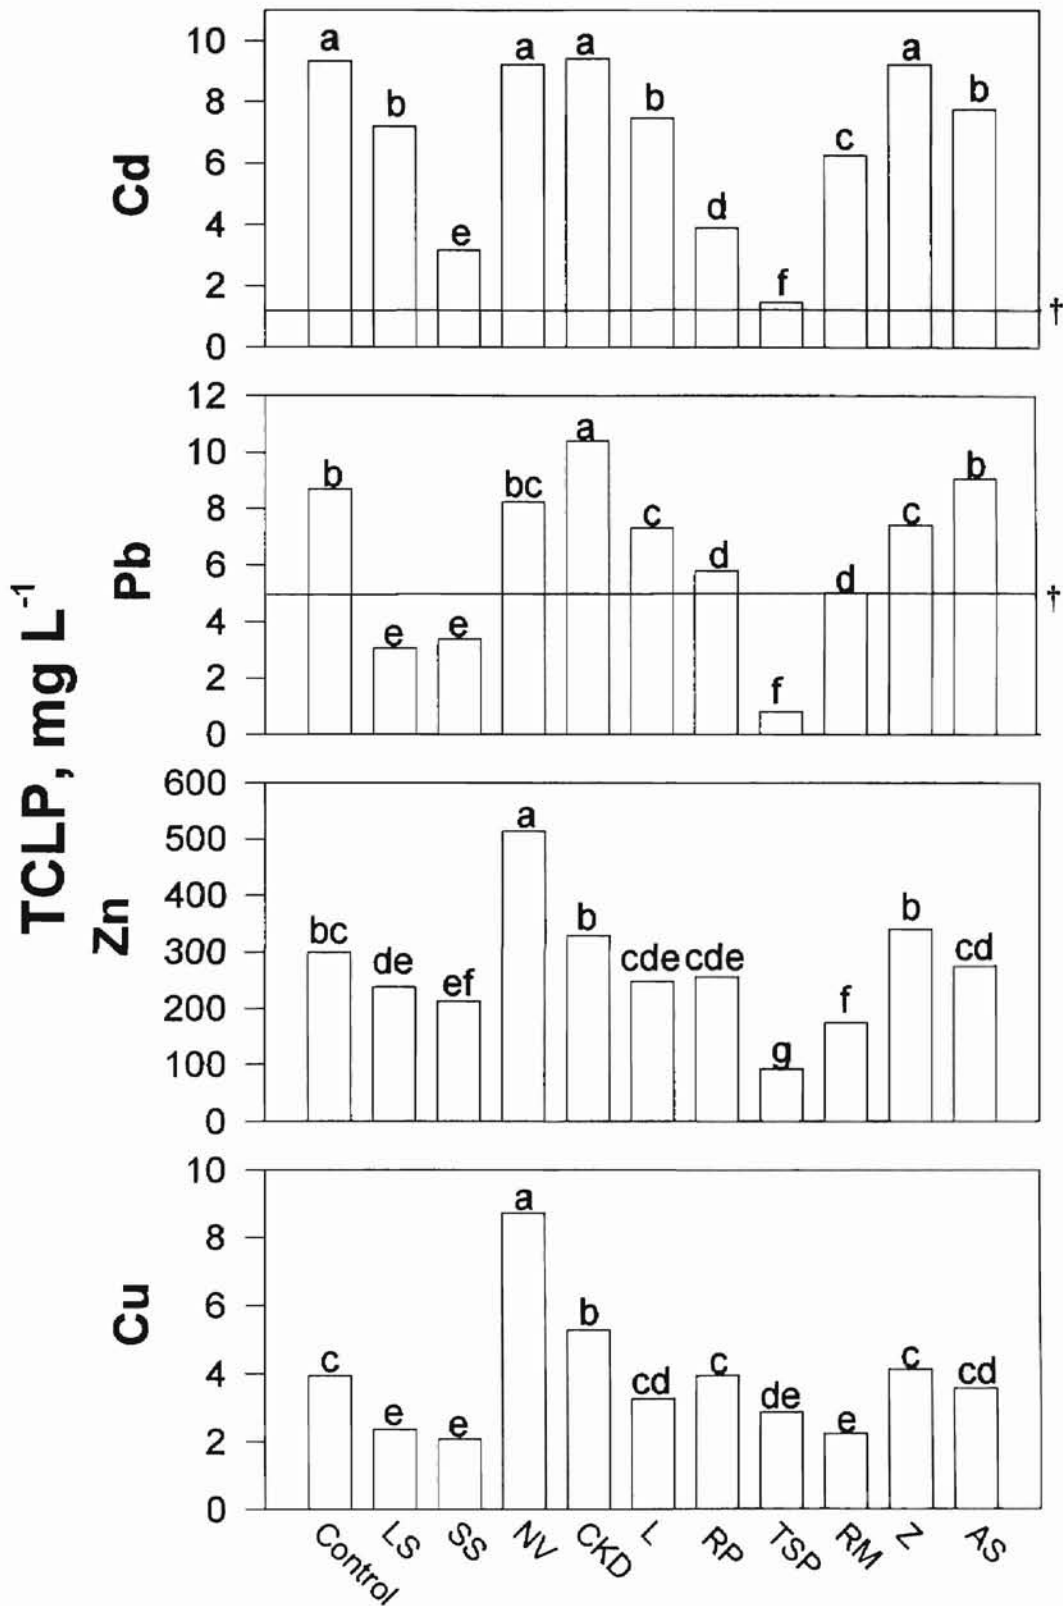 TCLP, mg L-1
Cd
10
8
6
4
2
0
a
b
e
a
a
b
d
f
c
a
b
†
Pb
12
10
8
6
4
2
0
b
e
e
bc
a
c
d
f
d
c
b
†
Zn
600
500
400
300
200
100
0
bc
de
ef
a
b
cde
cde
g
f
b
cd
Cu
10
8
6
4
2
0
c
e
e
a
b
cd
c
de
e
c
cd
Control
LS
SS
NV
CKD
L
RP
TSP
RM
Z
AS